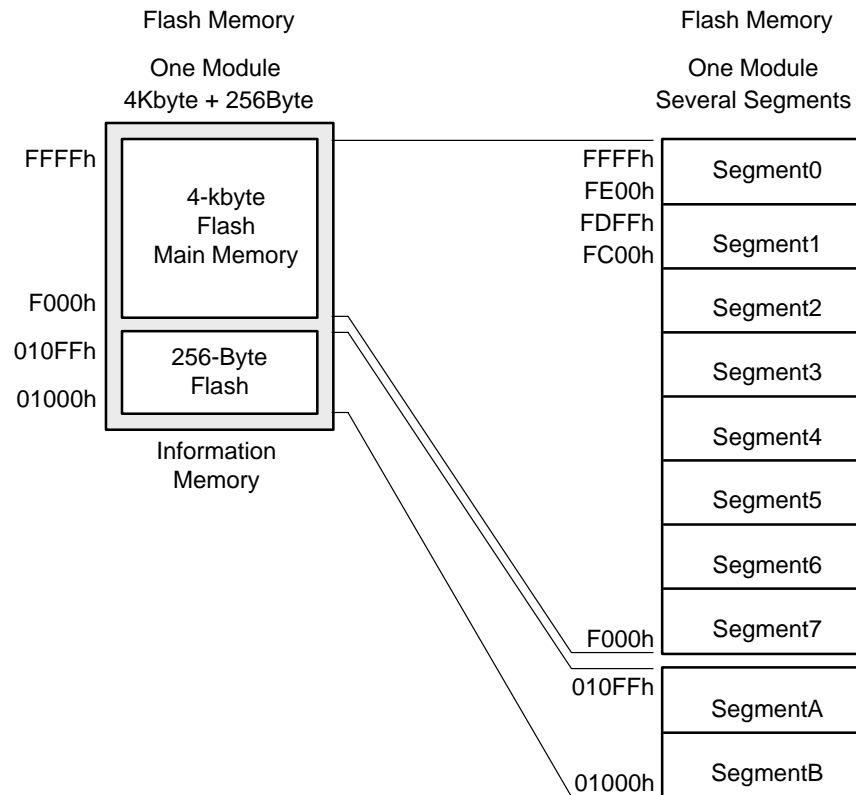 Flash Memory
One Module
4Kbyte + 256Byte
FFFFh
4-kbyte
Flash
Main Memory
F000h
010FFh
256-Byte
Flash
01000h
Information
Memory
Flash Memory
One Module
Several Segments
FFFFh
Segment0
FE00h
FDFFh
Segment1
FC00h
Segment2
Segment3
Segment4
Segment5
Segment6
Segment7
F000h
010FFh
SegmentA
SegmentB
01000h